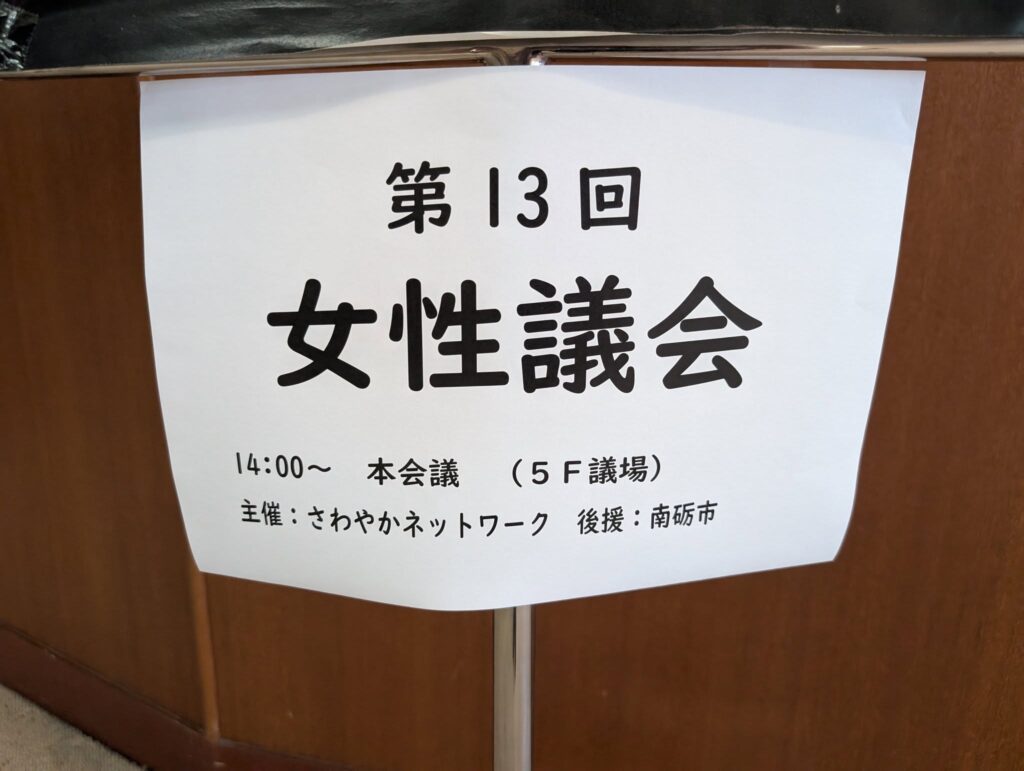 第13回
女性議会
14:00～　本会議　（5F議場）
主催：さわやかネットワーク　後援：南砺市